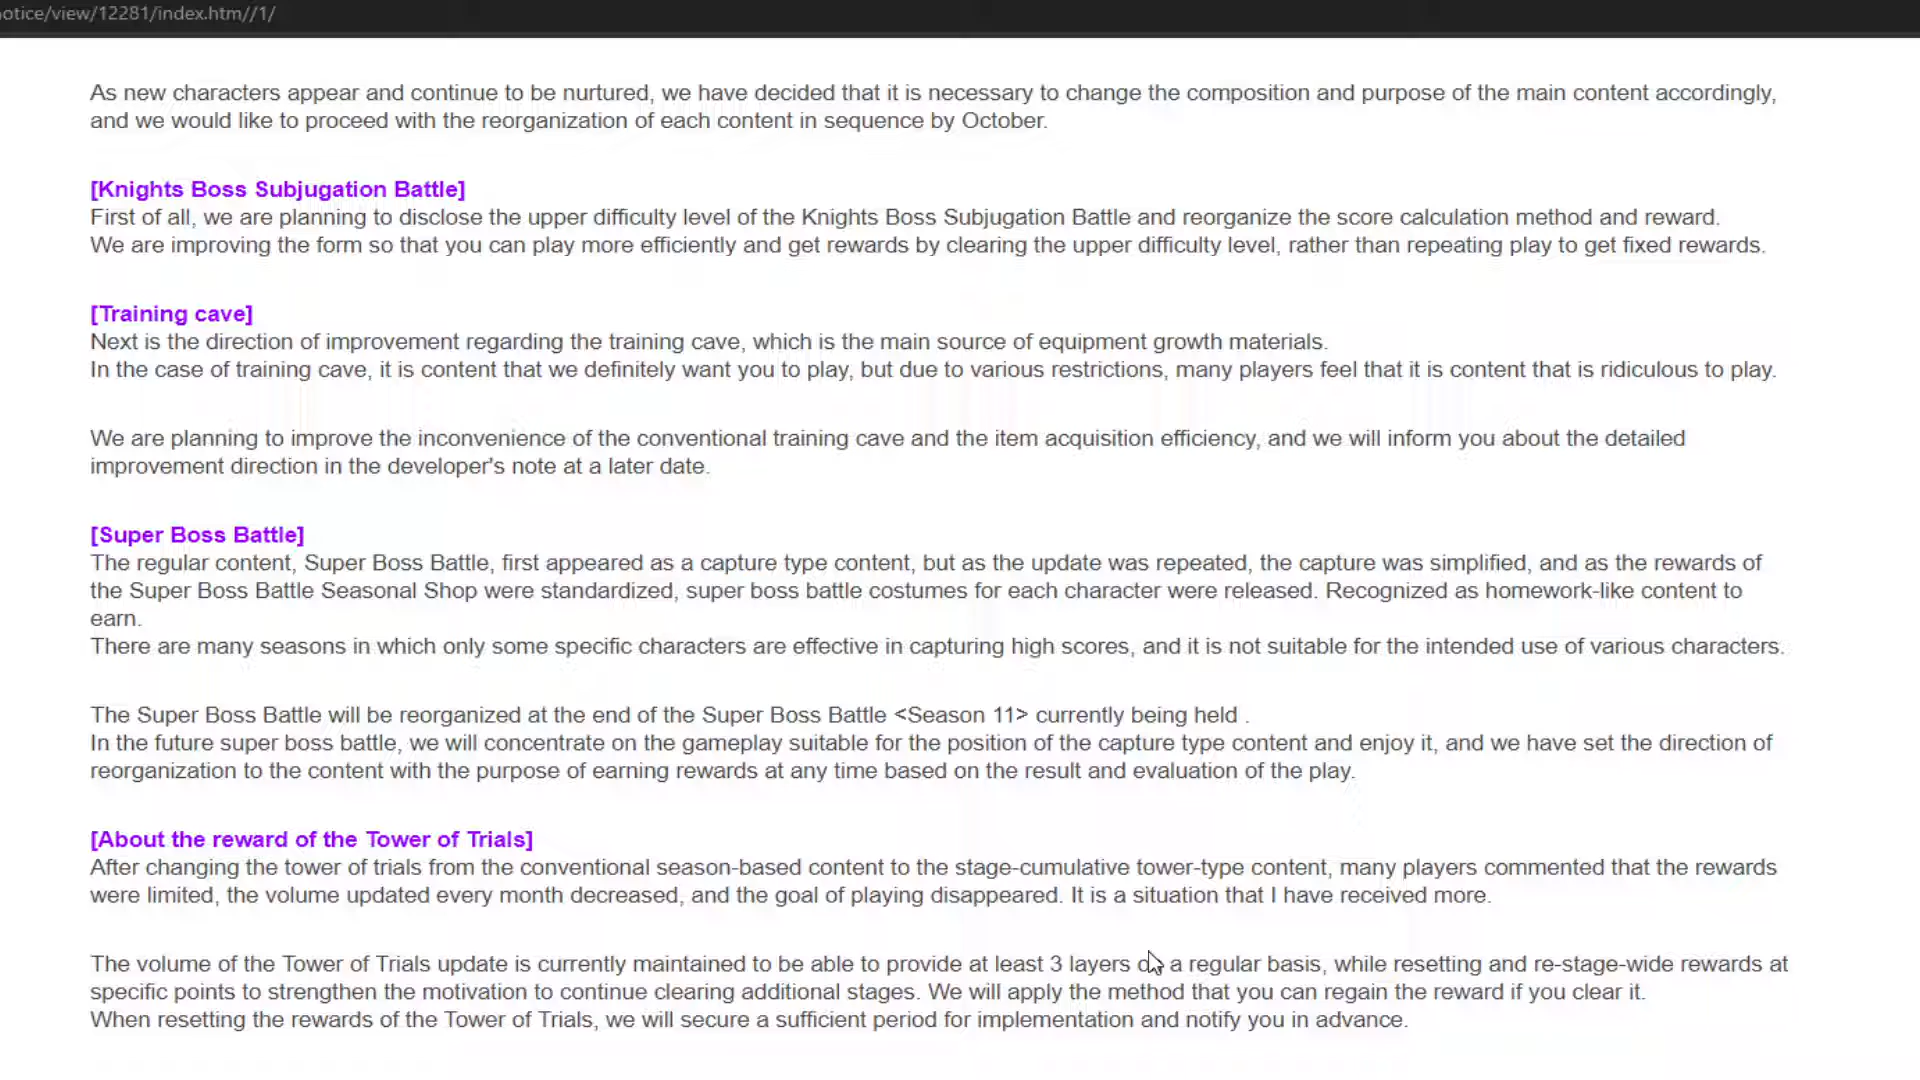 otice/view/12281/index.htm//1/
As new characters appear and continue to be nurtured, we have decided that it is necessary to change the composition and purpose of the main content accordingly,
and we would like to proceed with the reorganization of each content in sequence by October.
[Knights Boss Subjugation Battle]
First of all, we are planning to disclose the upper difficulty level of the Knights Boss Subjugation Battle and reorganize the score calculation method and reward.
We are improving the form so that you can play more efficiently and get rewards by clearing the upper difficulty level, rather than repeating play to get fixed rewards.
[Training cave]
Next is the direction of improvement regarding the training cave, which is the main source of equipment growth materials.
In the case of training cave, it is content that we definitely want you to play, but due to various restrictions, many players feel that it is content that is ridiculous to play.
We are planning to improve the inconvenience of the conventional training cave and the item acquisition efficiency, and we will inform you about the detailed
improvement direction in the developer's note at a later date.
[Super Boss Battle]
The regular content, Super Boss Battle, first appeared as a capture type content, but as the update was repeated, the capture was simplified, and as the rewards of
the Super Boss Battle Seasonal Shop were standardized, super boss battle costumes for each character were released. Recognized as homework-like content to
earn.
There are many seasons in which only some specific characters are effective in capturing high scores, and it is not suitable for the intended use of various characters.
The Super Boss Battle will be reorganized at the end of the Super Boss Battle <Season 11> currently being held .
In the future super boss battle, we will concentrate on the gameplay suitable for the position of the capture type content and enjoy it, and we have set the direction of
reorganization to the content with the purpose of earning rewards at any time based on the result and evaluation of the play.
[About the reward of the Tower of Trials]
After changing the tower of trials from the conventional season-based content to the stage-cumulative tower-type content, many players commented that the rewards
were limited, the volume updated every month decreased, and the goal of playing disappeared. It is a situation that I have received more.
The volume of the Tower of Trials update is currently maintained to be able to provide at least 3 layers on a regular basis, while resetting and re-stage-wide rewards at
specific points to strengthen the motivation to continue clearing additional stages. We will apply the method that you can regain the reward if you clear it.
When resetting the rewards of the Tower of Trials, we will secure a sufficient period for implementation and notify you in advance.